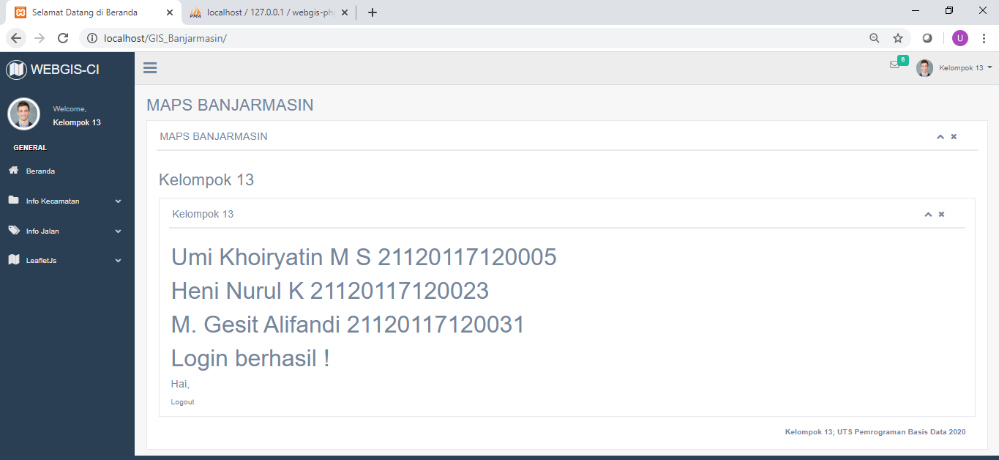 Selamat Datang di Beranda
localhost / 127.0.0.1 / webgis-ph
localhost/GIS_Banjarmasin/
U
WEBGIS-CI
6
Kelompok 13
Welcome,
Kelompok 13
GENERAL
Beranda
Info Kecamatan
Info Jalan
LeafletJs
MAPS BANJARMASIN
MAPS BANJARMASIN
Kelompok 13
Kelompok 13
Umi Khoiryatin M S 21120117120005
Heni Nurul K 21120117120023
M. Gesit Alifandi 21120117120031
Login berhasil !
Hai,
Logout
Kelompok 13; UTS Pemrograman Basis Data 2020